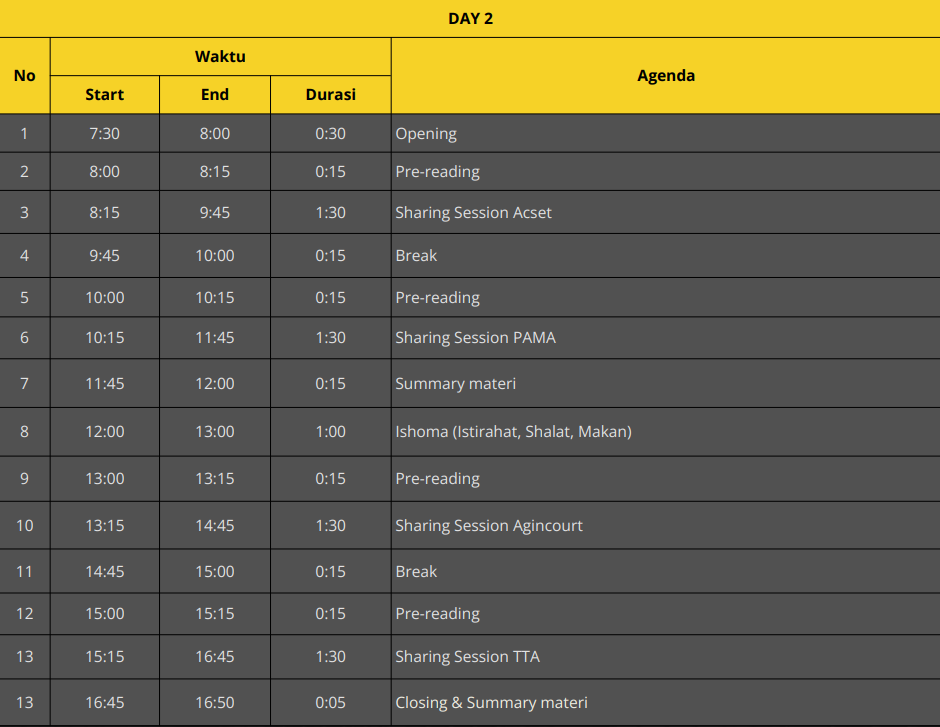 DAY 2
No Waktu Agenda
Start End Durasi
1 7:30 8:00 0:30 Opening
2 8:00 8:15 0:15 Pre-reading
3 8:15 9:45 1:30 Sharing Session Acset
4 9:45 10:00 0:15 Break
5 10:00 10:15 0:15 Pre-reading
6 10:15 11:45 1:30 Sharing Session PAMA
7 11:45 12:00 0:15 Summary materi
8 12:00 13:00 1:00 Ishoma (Istirahat, Shalat, Makan)
9 13:00 13:15 0:15 Pre-reading
10 13:15 14:45 1:30 Sharing Session Agincourt
11 14:45 15:00 0:15 Break
12 15:00 15:15 0:15 Pre-reading
13 15:15 16:45 1:30 Sharing Session TTA
13 16:45 16:50 0:05 Closing & Summary materi